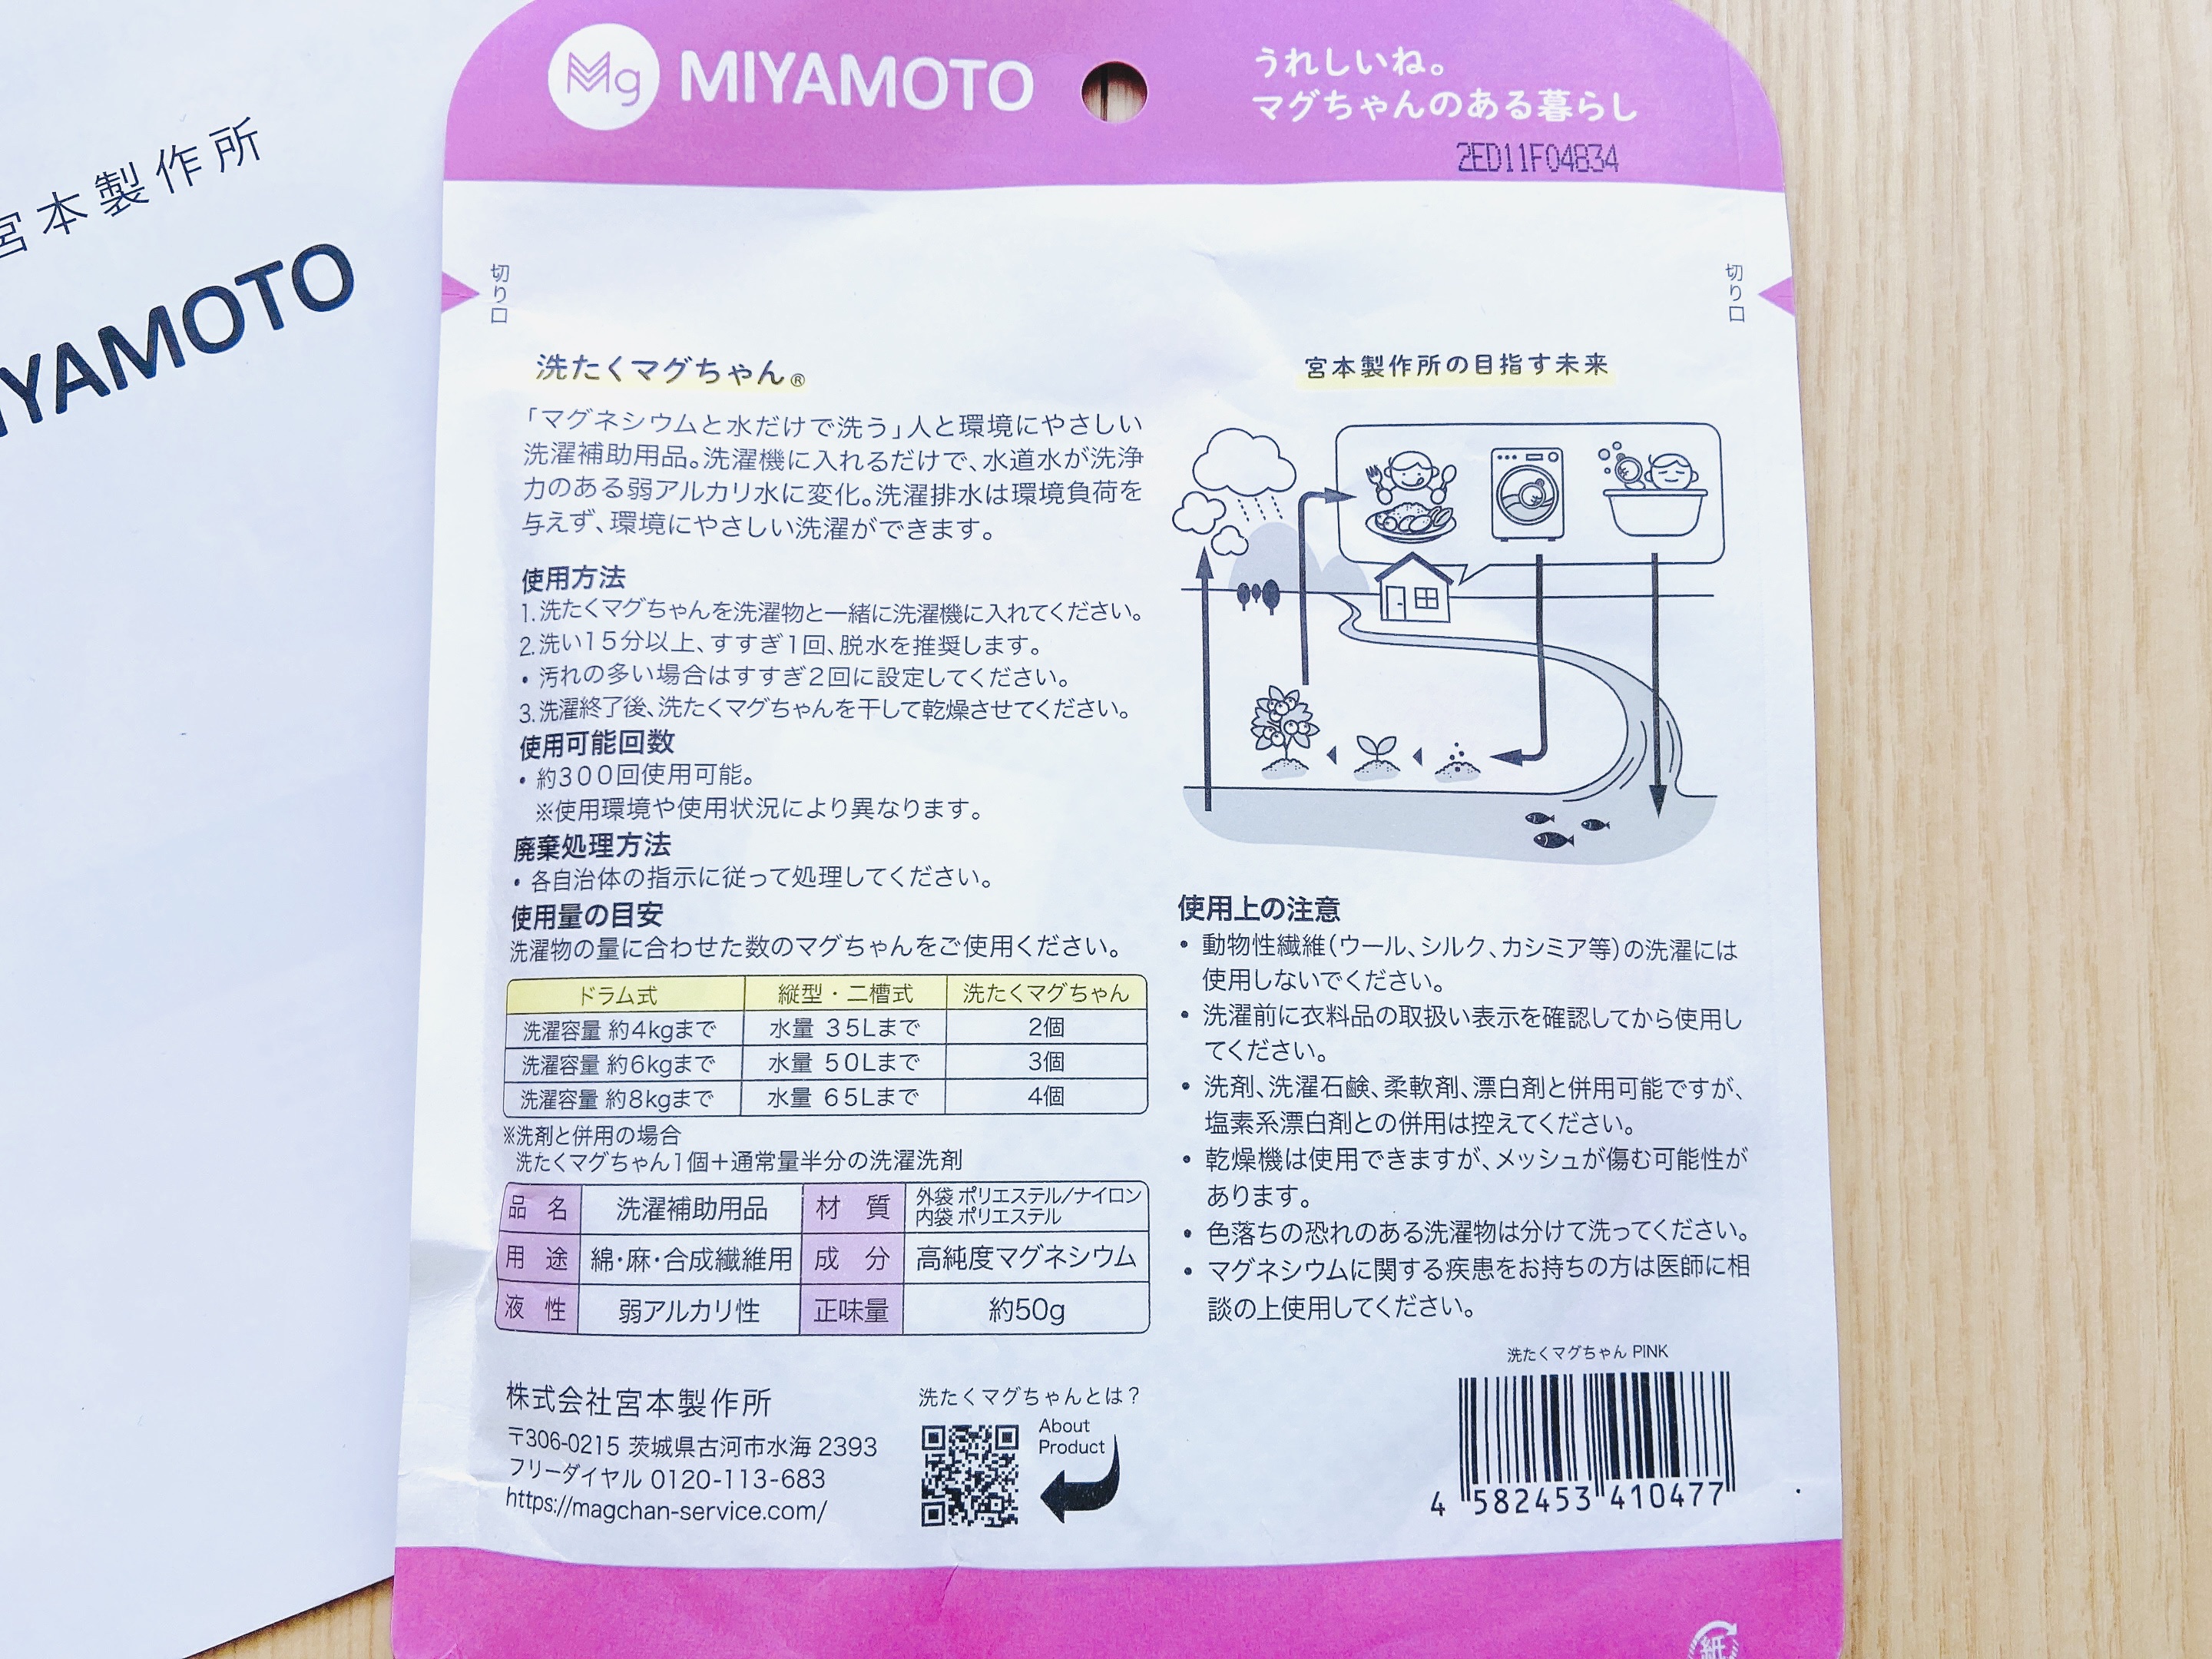 宮本製作所
MIYAMOTO
Mg MIYAMOTO
うれしいね。
マグちゃんのある暮らし
2ED11F04834
切り口
切り口
洗たくマグちゃん®
「マグネシウムと水だけで洗う」人と環境にやさしい
洗濯補助用品。洗濯機に入れるだけで、水道水が洗浄
力のある弱アルカリ水に変化。洗濯排水は環境負荷を
与えず、環境にやさしい洗濯ができます。
使用方法
1.洗たくマグちゃんを洗濯物と一緒に洗濯機に入れてください。
2.洗い15分以上、すすぎ1回、脱水を推奨します。
・汚れの多い場合はすすぎ2回に設定してください。
3.洗濯終了後、洗たくマグちゃんを干して乾燥させてください。
使用可能回数
・約300回使用可能。
※使用環境や使用状況により異なります。
廃棄処理方法
・各自治体の指示に従って処理してください。
使用量の目安
洗濯物の量に合わせた数のマグちゃんをご使用ください。
ドラム式 縦型・二槽式 洗たくマグちゃん
洗濯容量 約4kgまで 水量 35Lまで 2個
洗濯容量 約6kgまで 水量 50Lまで 3個
洗濯容量 約8kgまで 水量 65Lまで 4個
※洗剤と併用の場合
洗たくマグちゃん1個＋通常量半分の洗濯洗剤
品 名 洗濯補助用品 材 質 外袋 ポリエステル/ナイロン
内袋 ポリエステル
用 途 綿・麻・合成繊維用 成 分 高純度マグネシウム
液 性 弱アルカリ性 正味量 約50g
株式会社宮本製作所
〒306-0215 茨城県古河市水海 2393
フリーダイヤル 0120-113-683
https://magchan-service.com/
洗たくマグちゃんとは？
About
Product
宮本製作所の目指す未来
使用上の注意
・動物性繊維(ウール、シルク、カシミア等)の洗濯には
使用しないでください。
・洗濯前に衣料品の取扱い表示を確認してから使用し
てください。
・洗剤、洗濯石鹸、柔軟剤、漂白剤と併用可能ですが、
塩素系漂白剤との併用は控えてください。
・乾燥機は使用できますが、メッシュが傷む可能性が
あります。
・色落ちの恐れのある洗濯物は分けて洗ってください。
・マグネシウムに関する疾患をお持ちの方は医師に相
談の上使用してください。
洗たくマグちゃん PINK
4 582453 410477
紙